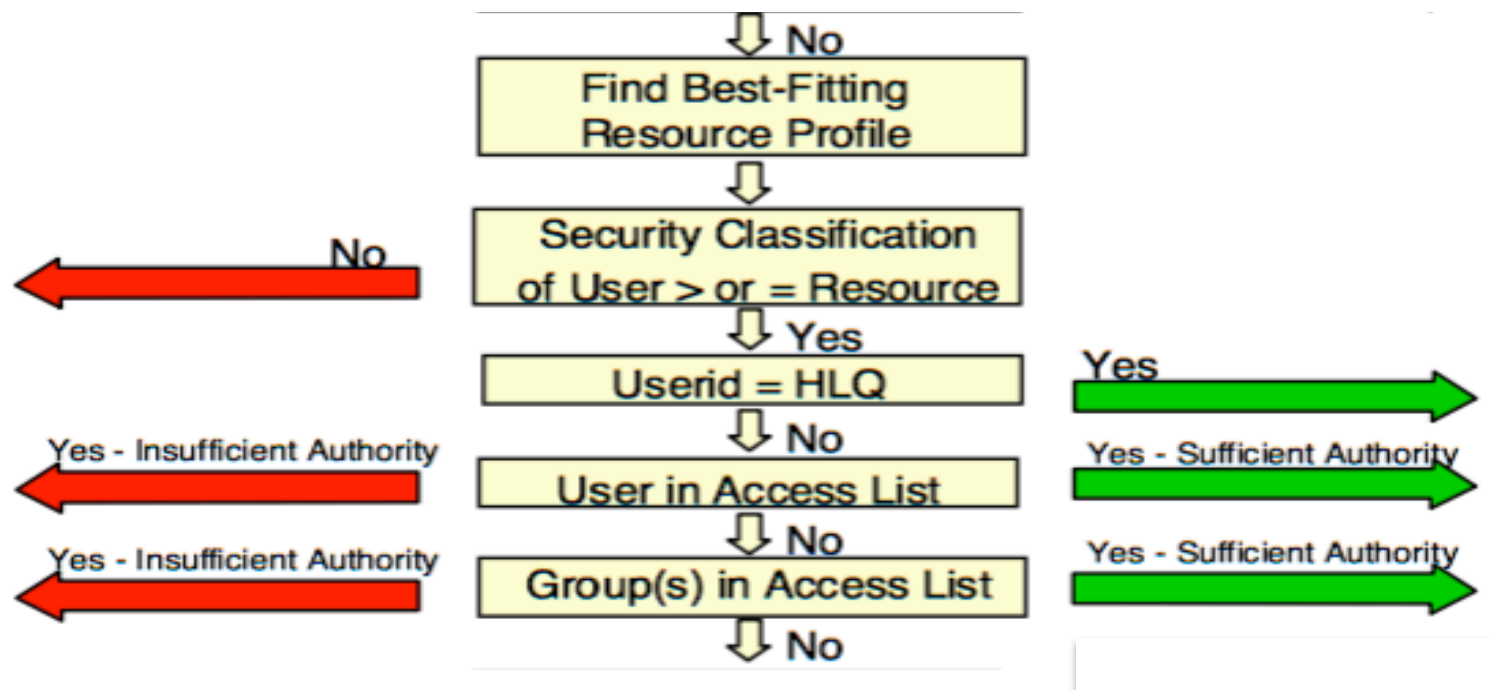 No
Find Best-Fitting
Resource Profile
No
Security Classification
of User > or = Resource
Yes
Yes
Userid = HLQ
No
Yes - Insufficient Authority
Yes - Sufficient Authority
User in Access List
No
Yes - Insufficient Authority
Yes - Sufficient Authority
Group(s) in Access List
No